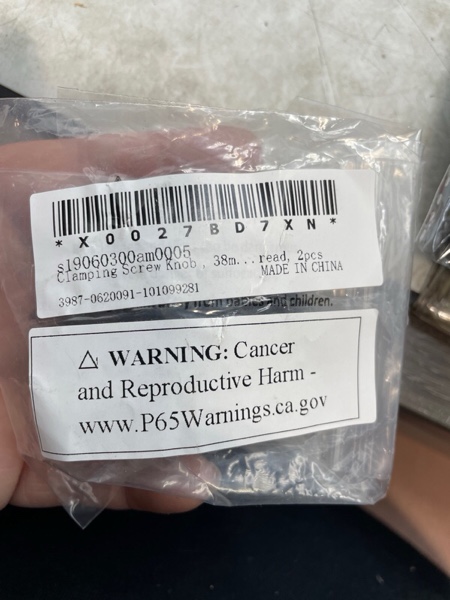 *X0027BD7XN*
s19060300am0005
Clamping Screw Knob , 38m...read, 2pcs
MADE IN CHINA
3987-0620091-101099281
from babies and children.
WARNING: Cancer
and Reproductive Harm -
www.P65Warnings.ca.gov